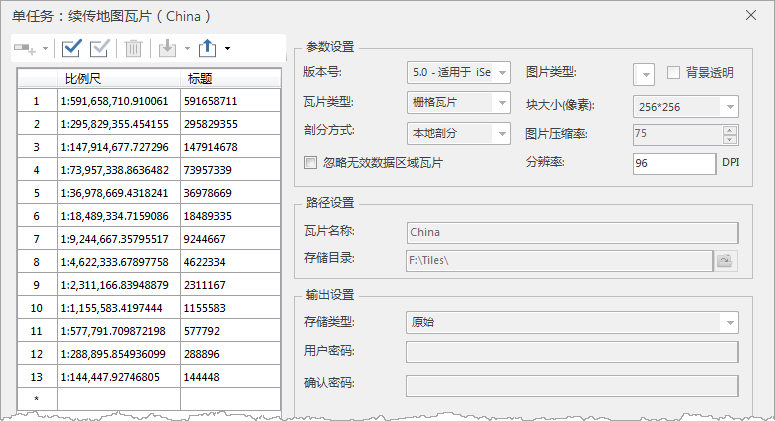 单任务：续传地图瓦片（China）
比例尺 标题
1 1:591,658,710.910061 591658711
2 1:295,829,355.454155 295829355
3 1:147,914,677.727296 147914678
4 1:73,957,338.8636482 73957339
5 1:36,978,669.4318241 36978669
6 1:18,489,334.7159086 18489335
7 1:9,244,667.35795517 9244667
8 1:4,622,333.67897758 4622334
9 1:2,311,166.83948879 2311167
10 1:1,155,583.4197444 1155583
11 1:577,791.709872198 577792
12 1:288,895.854936099 288896
13 1:144,447.92746805 144448
*
参数设置
版本号: 5.0 - 适用于 iSe 图片类型: 背景透明
瓦片类型: 栅格瓦片 块大小(像素): 256*256
剖分方式: 本地剖分 图片压缩率: 75
忽略无效数据区域瓦片 分辨率: 96 DPI
路径设置
瓦片名称: China
存储目录: F:\Tiles\
输出设置
存储类型: 原始
用户密码:
确认密码: